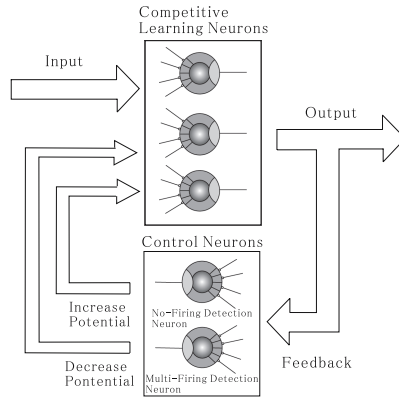 Competitive
Learning Neurons
Input
Output
Control Neurons
Increase
Potential
No-Firing Detection
Neuron
Decrease
Pontential
Multi-Firing Detection
Neuron
Feedback